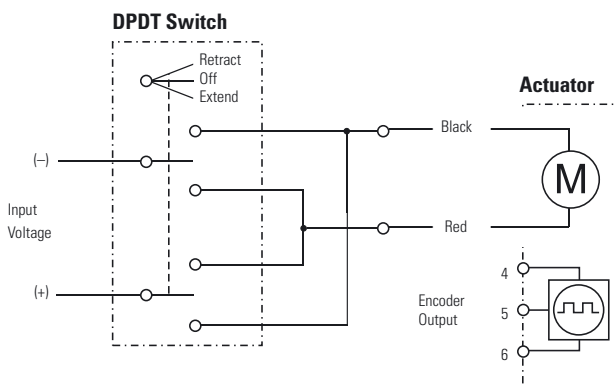 DPDT Switch
Retract
Off
Extend
Actuator
Black
(–)
M
Input
Voltage
Red
(+)
Encoder
Output
4
5
6